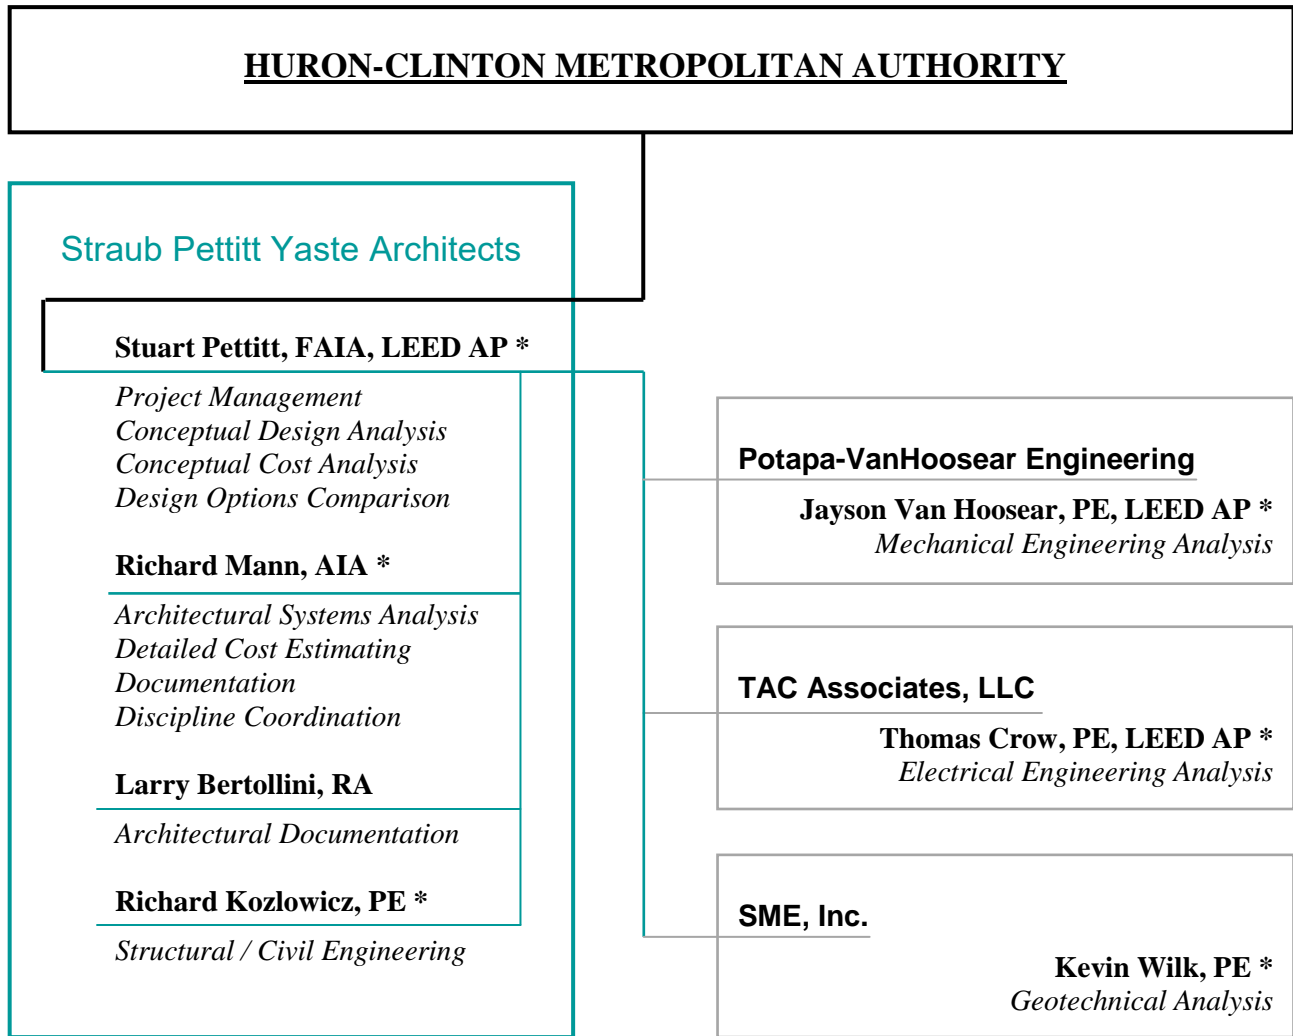 HURON-CLINTON METROPOLITAN AUTHORITY
Straub Pettitt Yaste Architects
Stuart Pettitt, FAIA, LEED AP *
Project Management
Conceptual Design Analysis
Conceptual Cost Analysis
Design Options Comparison
Richard Mann, AIA *
Architectural Systems Analysis
Detailed Cost Estimating
Documentation
Discipline Coordination
Larry Bertollini, RA
Architectural Documentation
Richard Kozlowicz, PE *
Structural / Civil Engineering
Potapa-VanHoosear Engineering
Jayson Van Hoosear, PE, LEED AP *
Mechanical Engineering Analysis
TAC Associates, LLC
Thomas Crow, PE, LEED AP *
Electrical Engineering Analysis
SME, Inc.
Kevin Wilk, PE *
Geotechnical Analysis